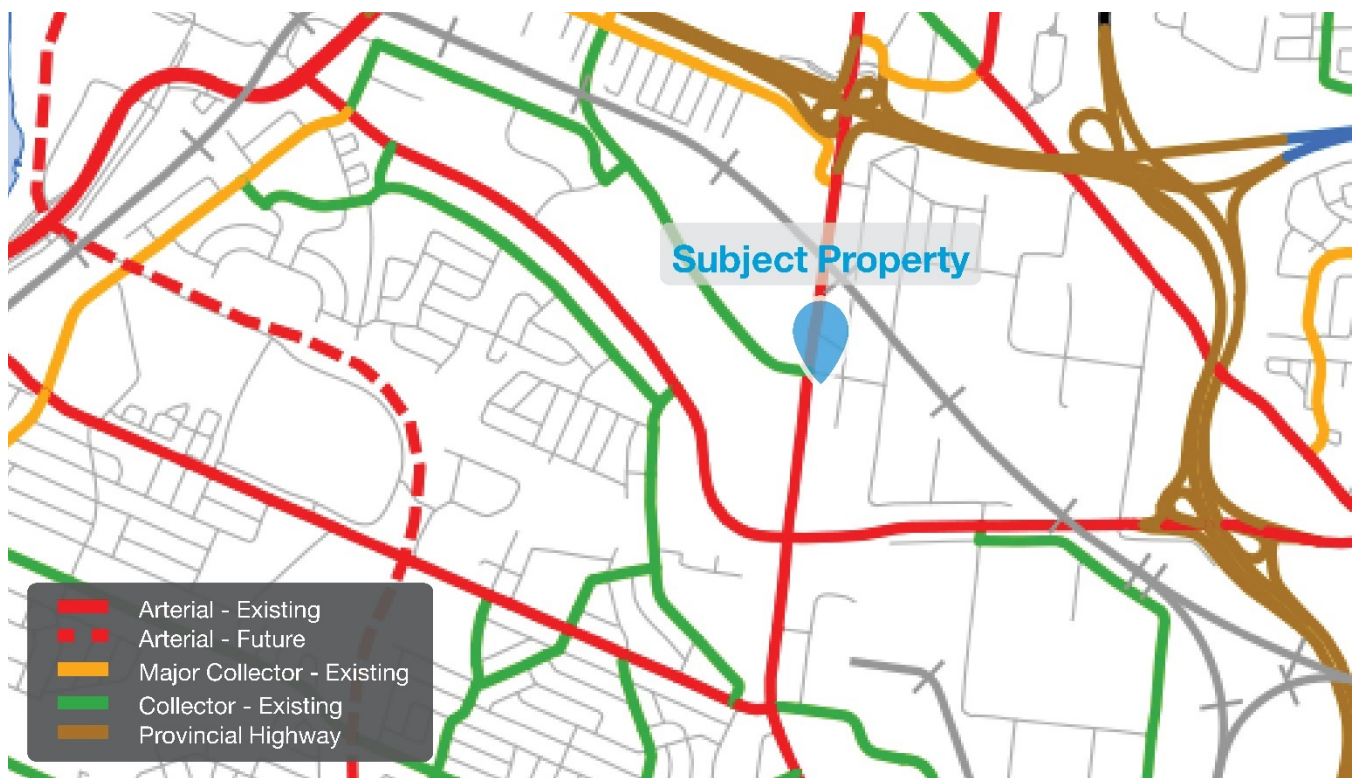 Subject Property
Arterial - Existing
Arterial - Future
Major Collector - Existing
Collector - Existing
Provincial Highway